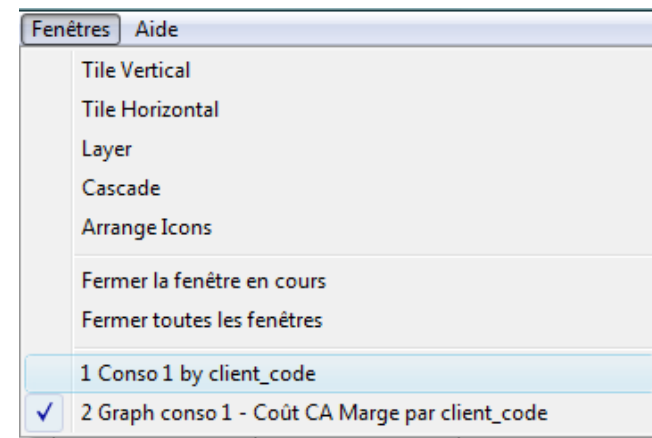 Fenêtres Aide
Tile Vertical
Tile Horizontal
Layer
Cascade
Arrange Icons
Fermer la fenêtre en cours
Fermer toutes les fenêtres
1 Conso 1 by client_code
2 Graph conso 1 - Coût CA Marge par client_code